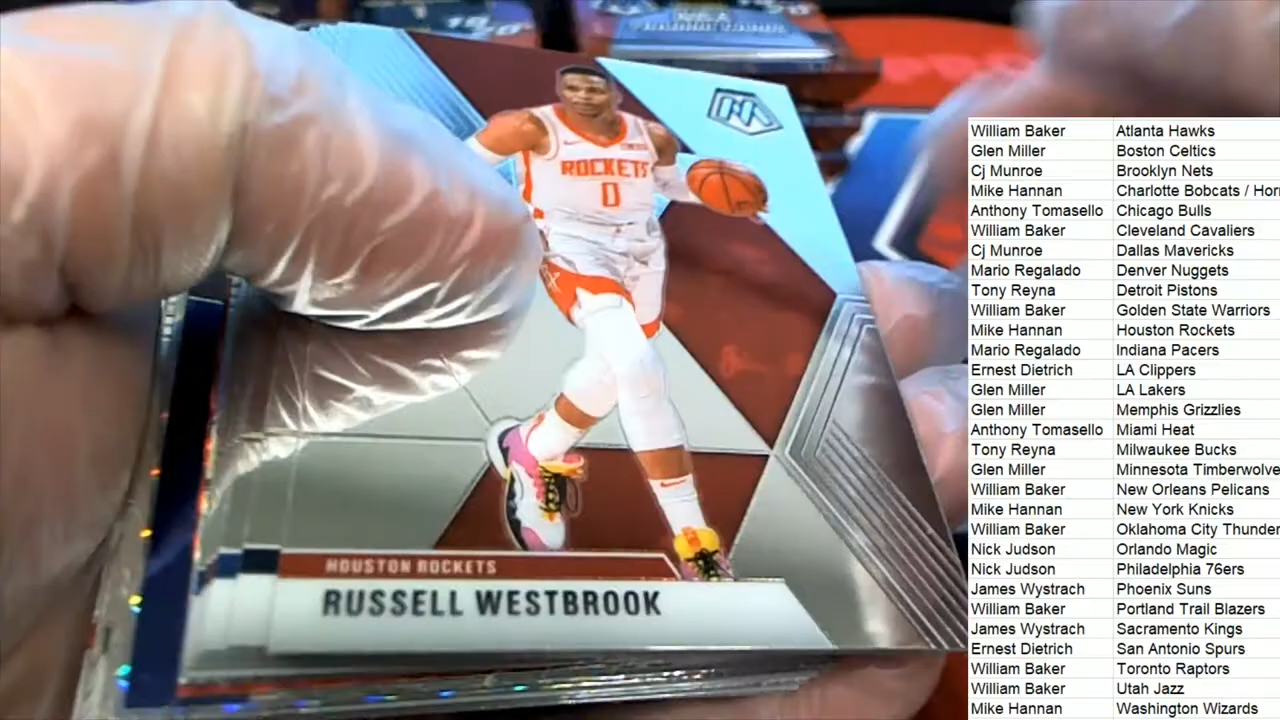 ROCKETS
0
HOUSTON ROCKETS
RUSSELL WESTBROOK
William Baker Atlanta Hawks
Glen Miller Boston Celtics
Cj Munroe Brooklyn Nets
Mike Hannan Charlotte Bobcats / Horn
Anthony Tomasello Chicago Bulls
William Baker Cleveland Cavaliers
Cj Munroe Dallas Mavericks
Mario Regalado Denver Nuggets
Tony Reyna Detroit Pistons
William Baker Golden State Warriors
Mike Hannan Houston Rockets
Mario Regalado Indiana Pacers
Ernest Dietrich LA Clippers
Glen Miller LA Lakers
Glen Miller Memphis Grizzlies
Anthony Tomasello Miami Heat
Tony Reyna Milwaukee Bucks
Glen Miller Minnesota Timberwolve
William Baker New Orleans Pelicans
Mike Hannan New York Knicks
William Baker Oklahoma City Thunder
Nick Judson Orlando Magic
Nick Judson Philadelphia 76ers
James Wystrach Phoenix Suns
William Baker Portland Trail Blazers
James Wystrach Sacramento Kings
Ernest Dietrich San Antonio Spurs
William Baker Toronto Raptors
William Baker Utah Jazz
Mike Hannan Washington Wizards